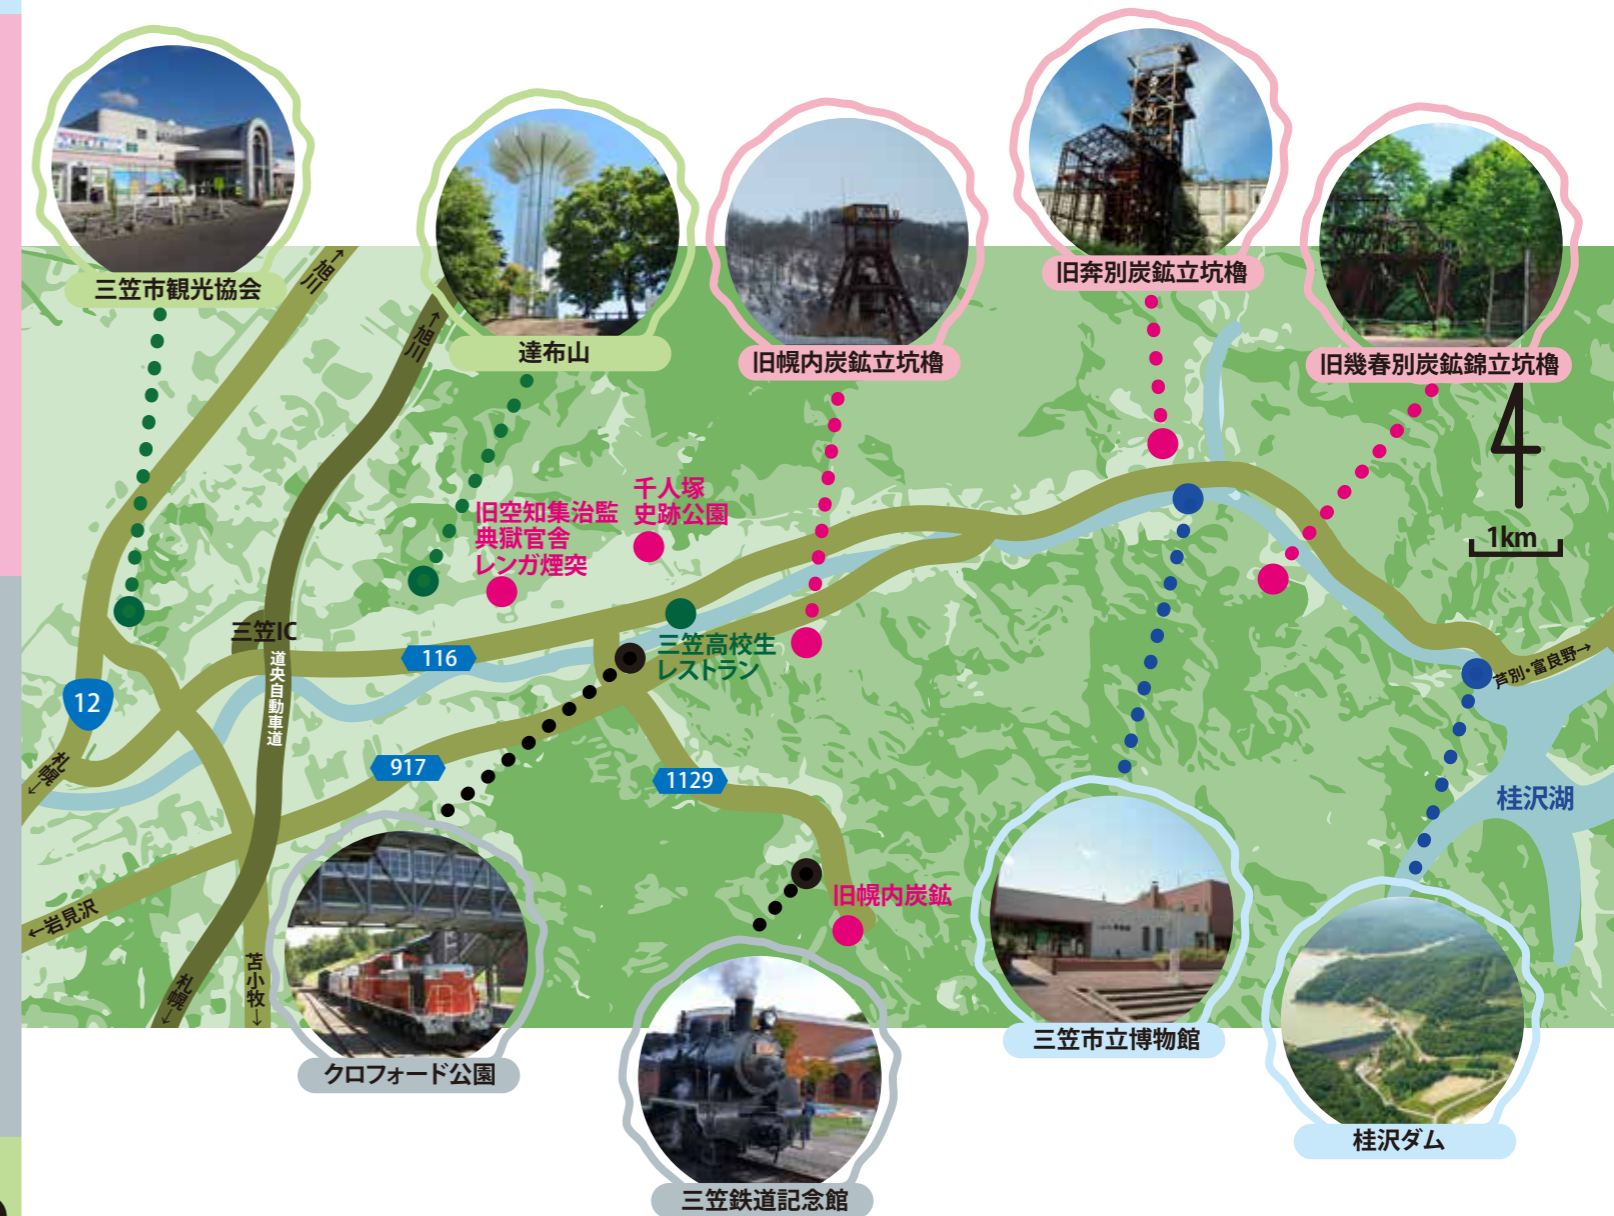 三笠市観光協会
達布山
旧幌内炭鉱立坑櫓
旧奔別炭鉱立坑櫓
旧幾春別炭鉱錦立坑櫓
↑旭川
↑旭川
旧空知集治監
典獄官舎
レンガ煙突
千人塚
史跡公園
1km
三笠IC
道央自動車道
116
三笠高校生
レストラン
12
札幌↓
917
1129
芦別・富良野→
桂沢湖
←岩見沢
札幌↓
苫小牧↓
旧幌内炭鉱
クロフォード公園
三笠鉄道記念館
三笠市立博物館
桂沢ダム